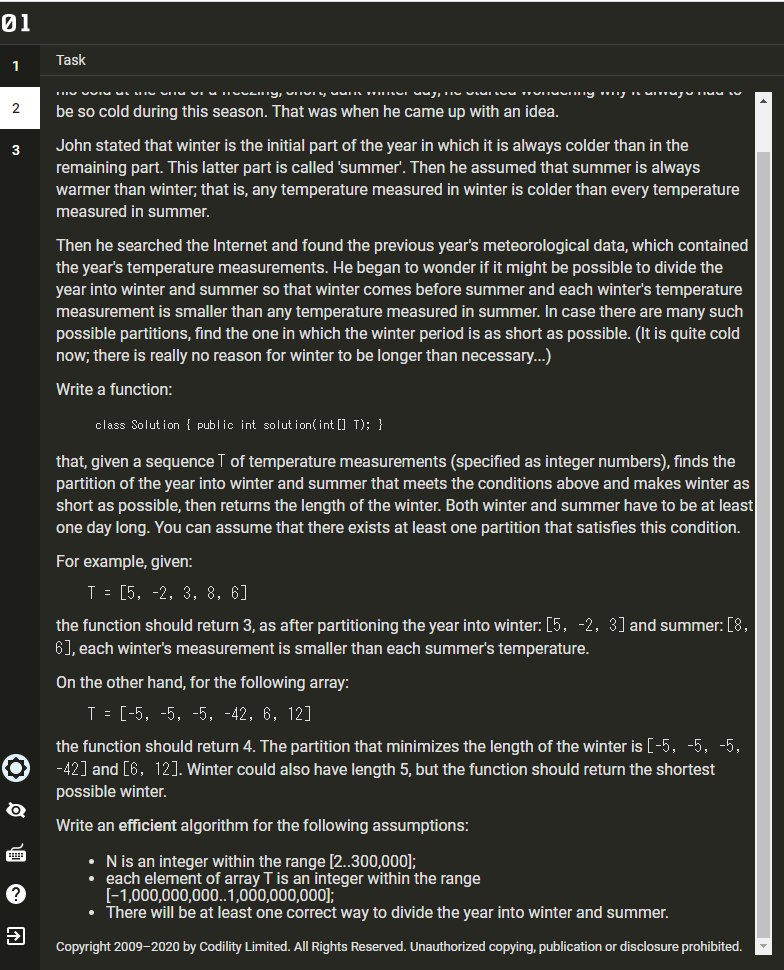 01
Task
1
2
3
his cold at the end of a freezing, short, dark winter day, he started wondering why it always had to
be so cold during this season. That was when he came up with an idea.
John stated that winter is the initial part of the year in which it is always colder than in the
remaining part. This latter part is called 'summer'. Then he assumed that summer is always
warmer than winter; that is, any temperature measured in winter is colder than every temperature
measured in summer.
Then he searched the Internet and found the previous year's meteorological data, which contained
the year's temperature measurements. He began to wonder if it might be possible to divide the
year into winter and summer so that winter comes before summer and each winter's temperature
measurement is smaller than any temperature measured in summer. In case there are many such
possible partitions, find the one in which the winter period is as short as possible. (It is quite cold
now; there is really no reason for winter to be longer than necessary...)
Write a function:
class Solution { public int solution(int[] T); }
that, given a sequence T of temperature measurements (specified as integer numbers), finds the
partition of the year into winter and summer that meets the conditions above and makes winter as
short as possible, then returns the length of the winter. Both winter and summer have to be at least
one day long. You can assume that there exists at least one partition that satisfies this condition.
For example, given:
T = [5, -2, 3, 8, 6]
the function should return 3, as after partitioning the year into winter: [5, -2, 3] and summer: [8,
6], each winter's measurement is smaller than each summer's temperature.
On the other hand, for the following array:
T = [-5, -5, -5, -42, 6, 12]
the function should return 4. The partition that minimizes the length of the winter is [-5, -5, -5,
-42] and [6, 12]. Winter could also have length 5, but the function should return the shortest
possible winter.
Write an efficient algorithm for the following assumptions:
• N is an integer within the range [2..300,000];
• each element of array T is an integer within the range
[−1,000,000,000..1,000,000,000];
• There will be at least one correct way to divide the year into winter and summer.
Copyright 2009–2020 by Codility Limited. All Rights Reserved. Unauthorized copying, publication or disclosure prohibited.